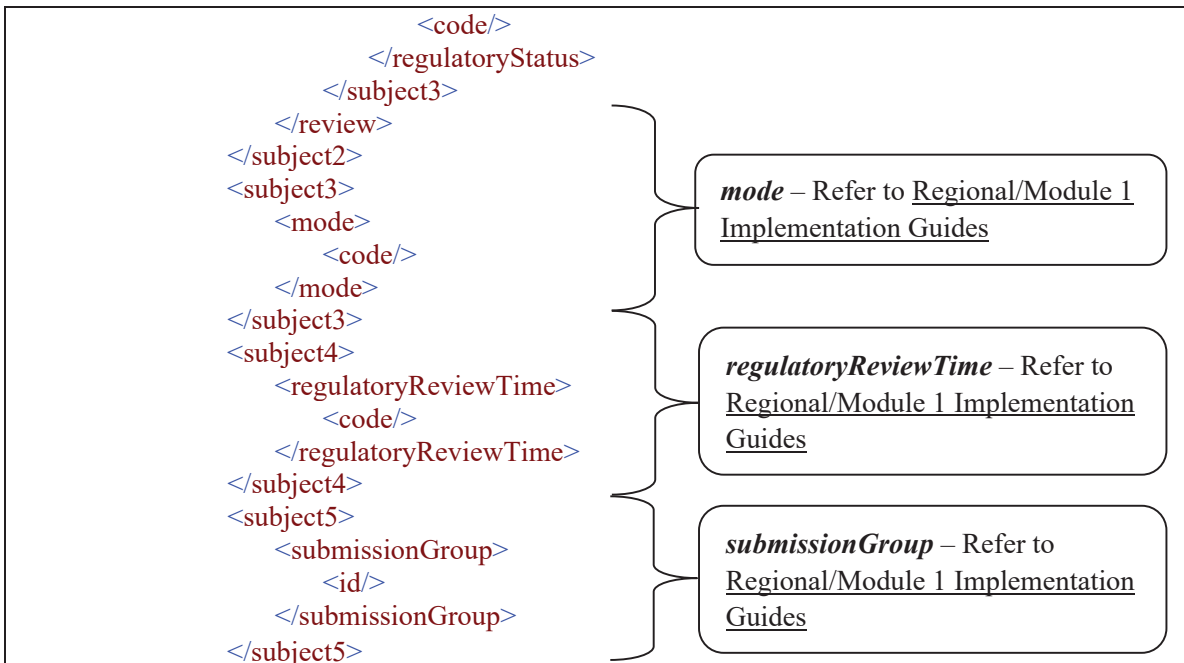 <code/>
</regulatoryStatus>
</subject3>
</review>
</subject2>
<subject3>
<mode>
<code/>
</mode>
</subject3>
<subject4>
<regulatoryReviewTime>
<code/>
</regulatoryReviewTime>
</subject4>
<subject5>
<submissionGroup>
<id/>
</submissionGroup>
</subject5>
mode – Refer to Regional/Module 1
Implementation Guides
regulatoryReviewTime – Refer to
Regional/Module 1 Implementation
Guides
submissionGroup – Refer to
Regional/Module 1 Implementation
Guides